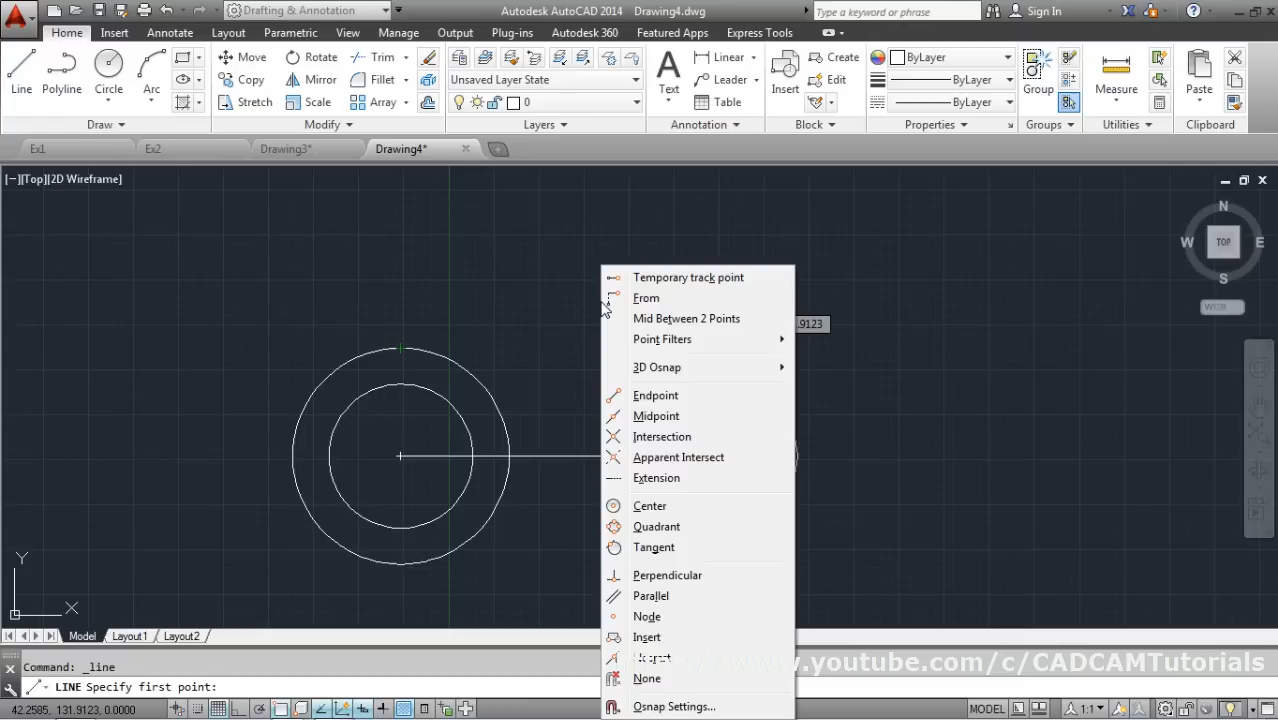 Drafting & Annotation
Autodesk AutoCAD 2014 Drawing4.dwg
Type a keyword or phrase
Sign In
Home Insert Annotate Layout Parametric View Manage Output Plug-ins Autodesk 360 Featured Apps Express Tools
Line Polyline Circle Arc
Move Rotate Trim
Copy Mirror Fillet
Stretch Scale Array
Unsaved Layer State
0
Text
Linear
Leader
Table
Insert
Create
Edit
ByLayer
ByLayer
ByLayer
Group
Measure
Paste
Draw Modify Layers Annotation Block Properties Groups Utilities Clipboard
Ex1 Ex2 Drawing3* Drawing4*
[−][Top][2D Wireframe]
N
W TOP E
S
WCS
Temporary track point
From
Mid Between 2 Points
.9123
Point Filters
3D Osnap
Endpoint
Midpoint
Intersection
Apparent Intersect
Extension
Center
Quadrant
Tangent
Perpendicular
Parallel
Node
Insert
None
Osnap Settings...
Y
X
Model Layout1 Layout2
Command: _line
LINE Specify first point:
www.youtube.com/c/CADCAMTutorials
42.2585, 131.9123, 0.0000
MODEL
1:1